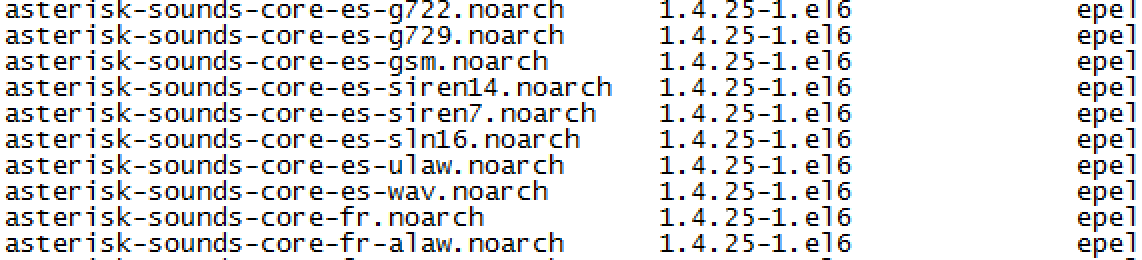 asterisk-sounds-core-es-g722.noarch 1.4.25-1.el6 epel
asterisk-sounds-core-es-g729.noarch 1.4.25-1.el6 epel
asterisk-sounds-core-es-gsm.noarch 1.4.25-1.el6 epel
asterisk-sounds-core-es-siren14.noarch 1.4.25-1.el6 epel
asterisk-sounds-core-es-siren7.noarch 1.4.25-1.el6 epel
asterisk-sounds-core-es-sln16.noarch 1.4.25-1.el6 epel
asterisk-sounds-core-es-ulaw.noarch 1.4.25-1.el6 epel
asterisk-sounds-core-es-wav.noarch 1.4.25-1.el6 epel
asterisk-sounds-core-fr.noarch 1.4.25-1.el6 epel
asterisk-sounds-core-fr-alaw.noarch 1.4.25-1.el6 epel